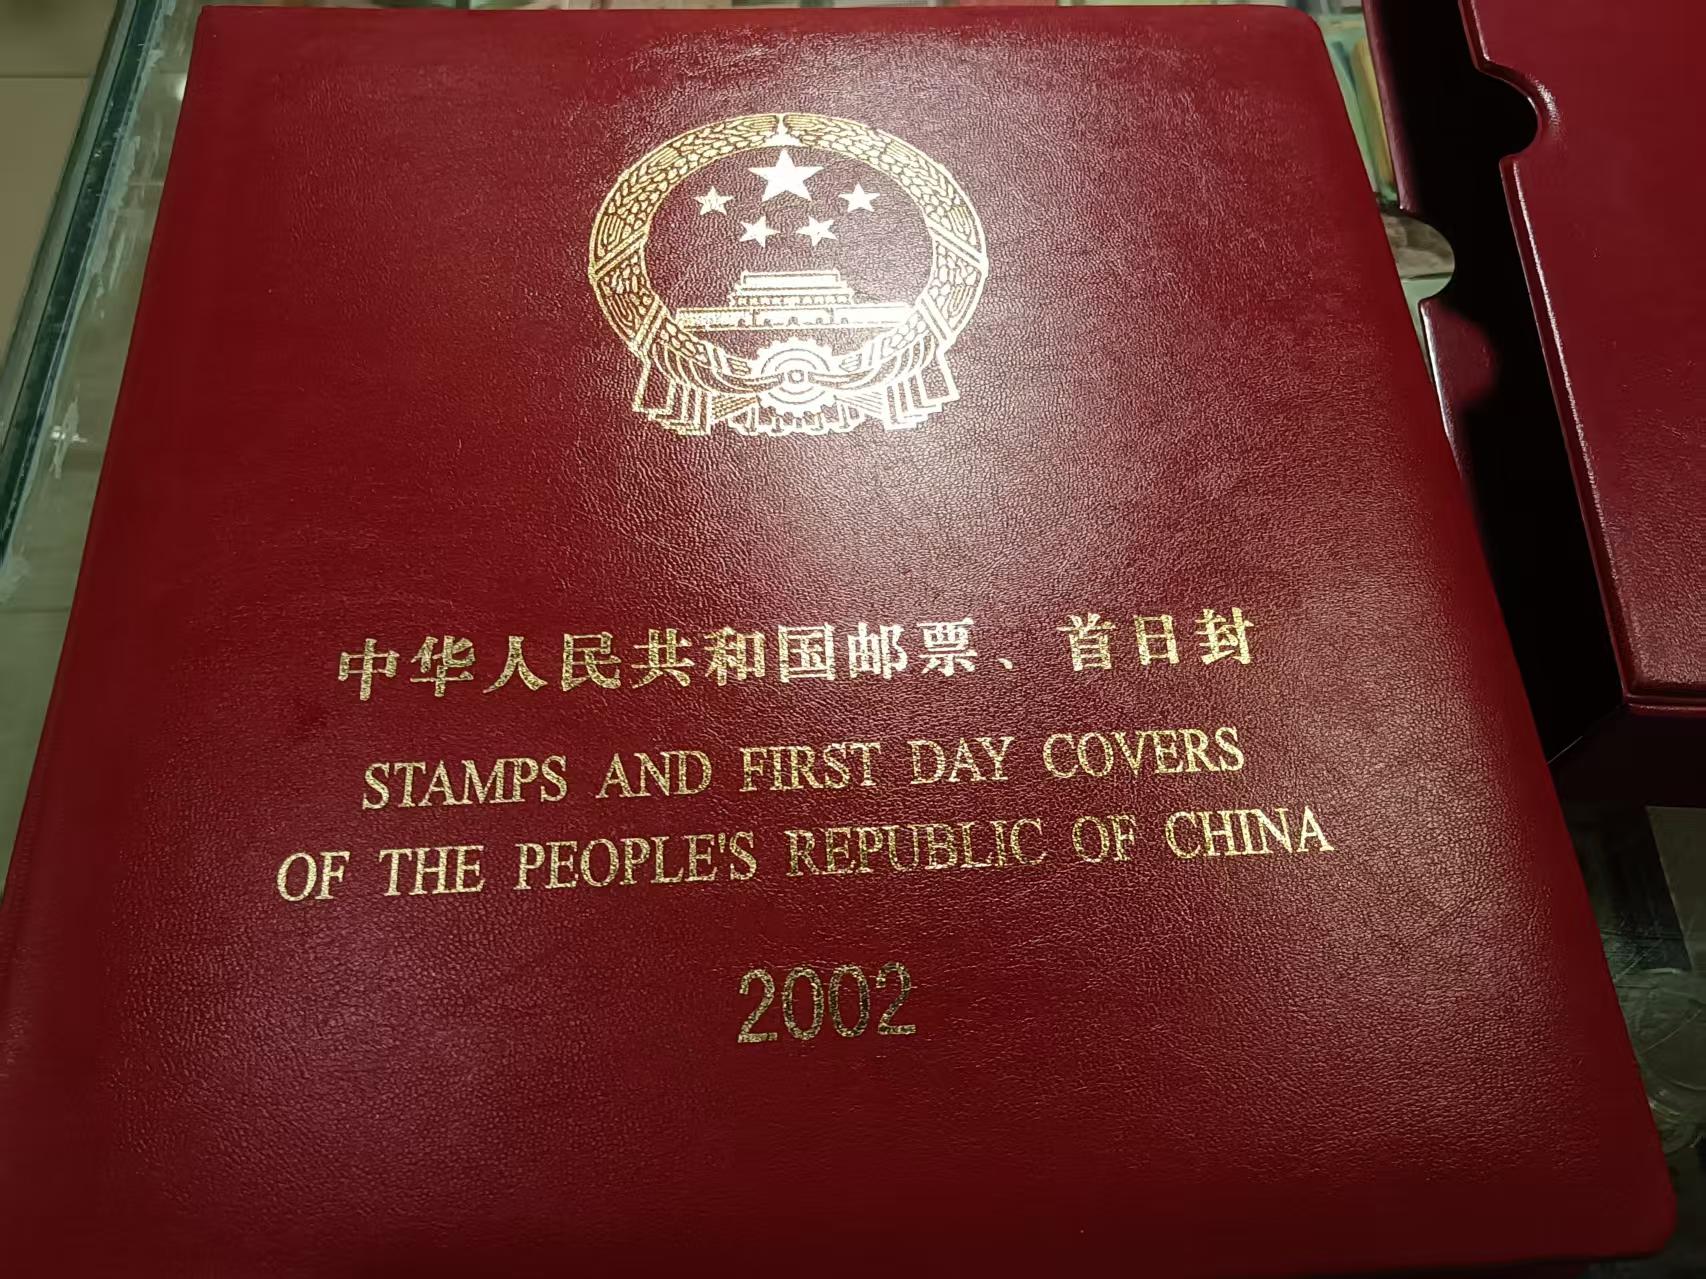 中华人民共和国邮票、首日封
STAMPS AND FIRST DAY COVERS
OF THE PEOPLE'S REPUBLIC OF CHINA
2002